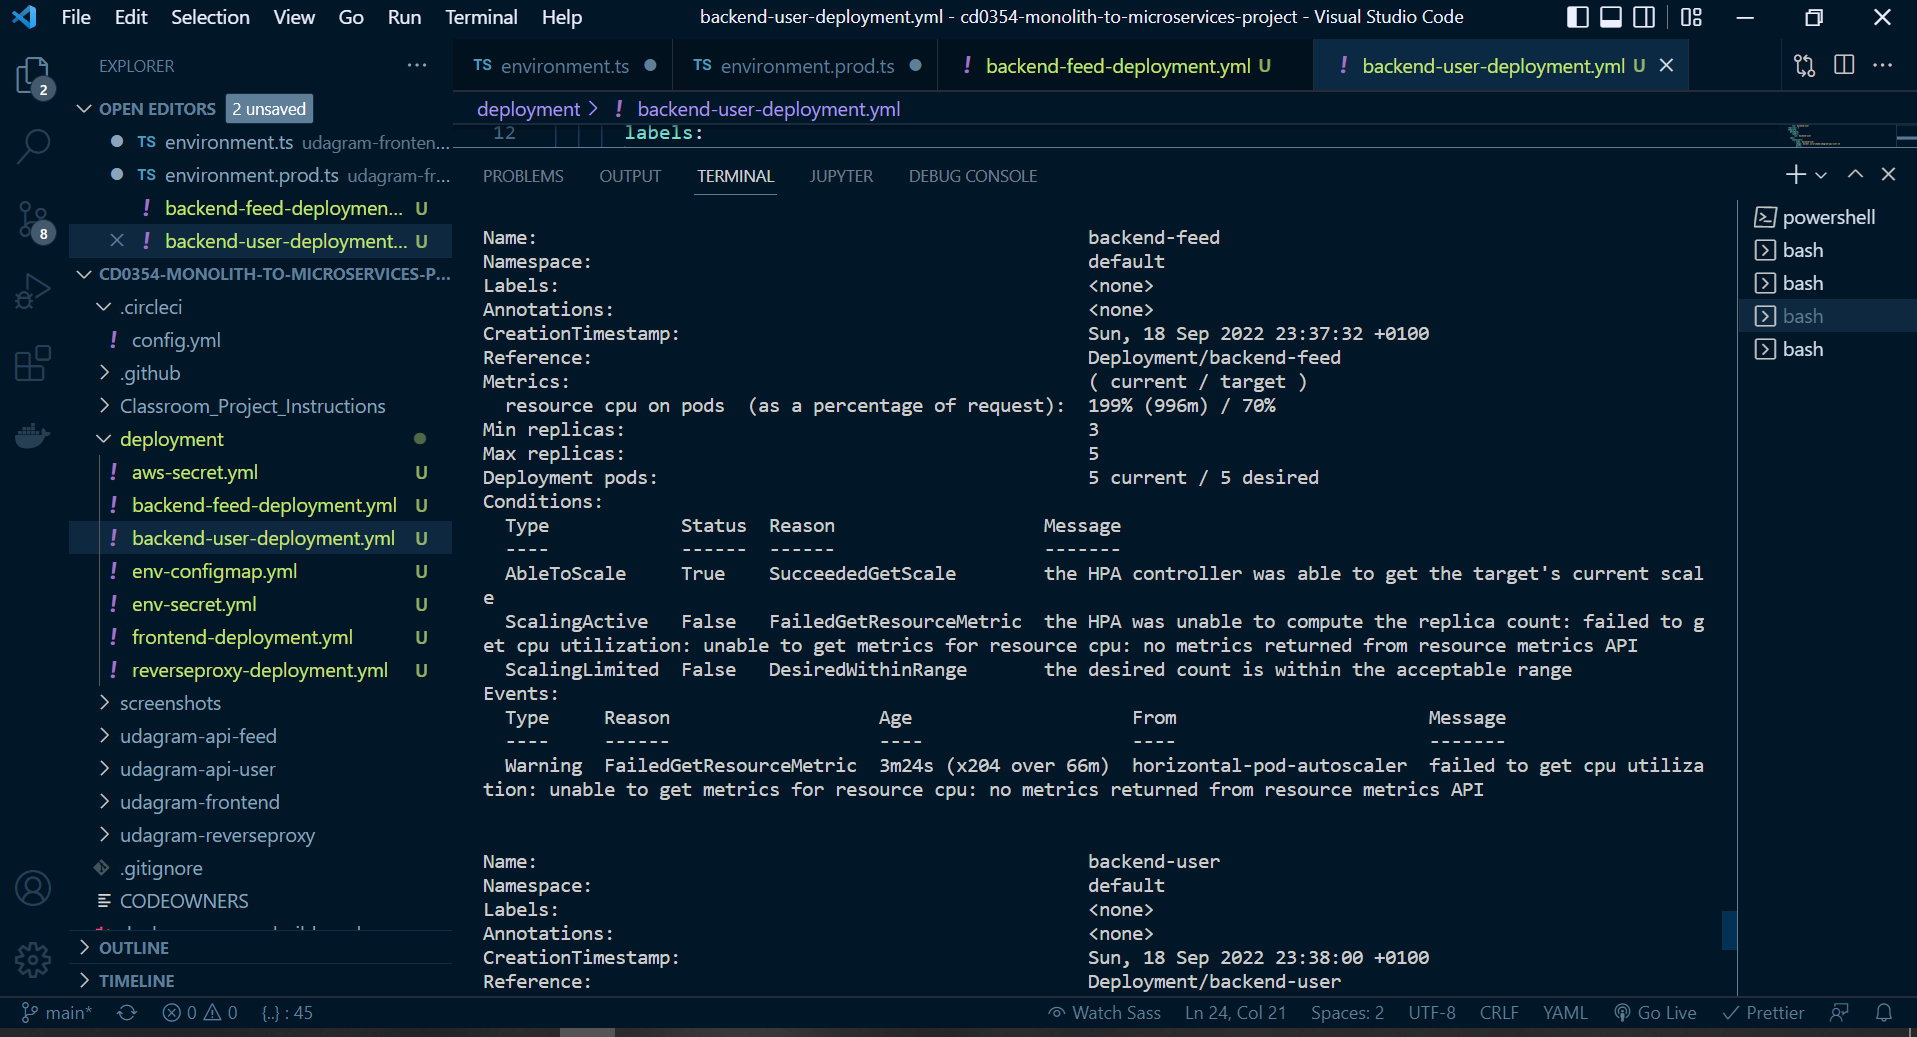 File Edit Selection View Go Run Terminal Help backend-user-deployment.yml - cd0354-monolith-to-microservices-project - Visual Studio Code
EXPLORER ···
TS environment.ts
TS environment.prod.ts
! backend-feed-deployment.yml U
! backend-user-deployment.yml U
deployment > ! backend-user-deployment.yml
12 labels:
2
8
OPEN EDITORS 2 unsaved
TS environment.ts udagram-fronten...
TS environment.prod.ts udagram-fr...
! backend-feed-deploymen... U
! backend-user-deployment... U
CD0354-MONOLITH-TO-MICROSERVICES-P...
.circleci
! config.yml
.github
Classroom_Project_Instructions
deployment
! aws-secret.yml U
! backend-feed-deployment.yml U
! backend-user-deployment.yml U
! env-configmap.yml U
! env-secret.yml U
! frontend-deployment.yml U
! reverseproxy-deployment.yml U
screenshots
udagram-api-feed
udagram-api-user
udagram-frontend
udagram-reverseproxy
.gitignore
CODEOWNERS
OUTLINE
TIMELINE
PROBLEMS OUTPUT TERMINAL JUPYTER DEBUG CONSOLE
Name: backend-feed
Namespace: default
Labels: <none>
Annotations: <none>
CreationTimestamp: Sun, 18 Sep 2022 23:37:32 +0100
Reference: Deployment/backend-feed
Metrics: ( current / target )
resource cpu on pods (as a percentage of request): 199% (996m) / 70%
Min replicas: 3
Max replicas: 5
Deployment pods: 5 current / 5 desired
Conditions:
Type Status Reason Message
---- ------ ------ -------
AbleToScale True SucceededGetScale the HPA controller was able to get the target's current scal
e
ScalingActive False FailedGetResourceMetric the HPA was unable to compute the replica count: failed to g
et cpu utilization: unable to get metrics for resource cpu: no metrics returned from resource metrics API
ScalingLimited False DesiredWithinRange the desired count is within the acceptable range
Events:
Type Reason Age From Message
---- ------ ---- ---- -------
Warning FailedGetResourceMetric 3m24s (x204 over 66m) horizontal-pod-autoscaler failed to get cpu utiliza
tion: unable to get metrics for resource cpu: no metrics returned from resource metrics API
Name: backend-user
Namespace: default
Labels: <none>
Annotations: <none>
CreationTimestamp: Sun, 18 Sep 2022 23:38:00 +0100
Reference: Deployment/backend-user
powershell
bash
bash
bash
bash
main* 0 0 {..} : 45 Watch Sass Ln 24, Col 21 Spaces: 2 UTF-8 CRLF YAML Go Live Prettier